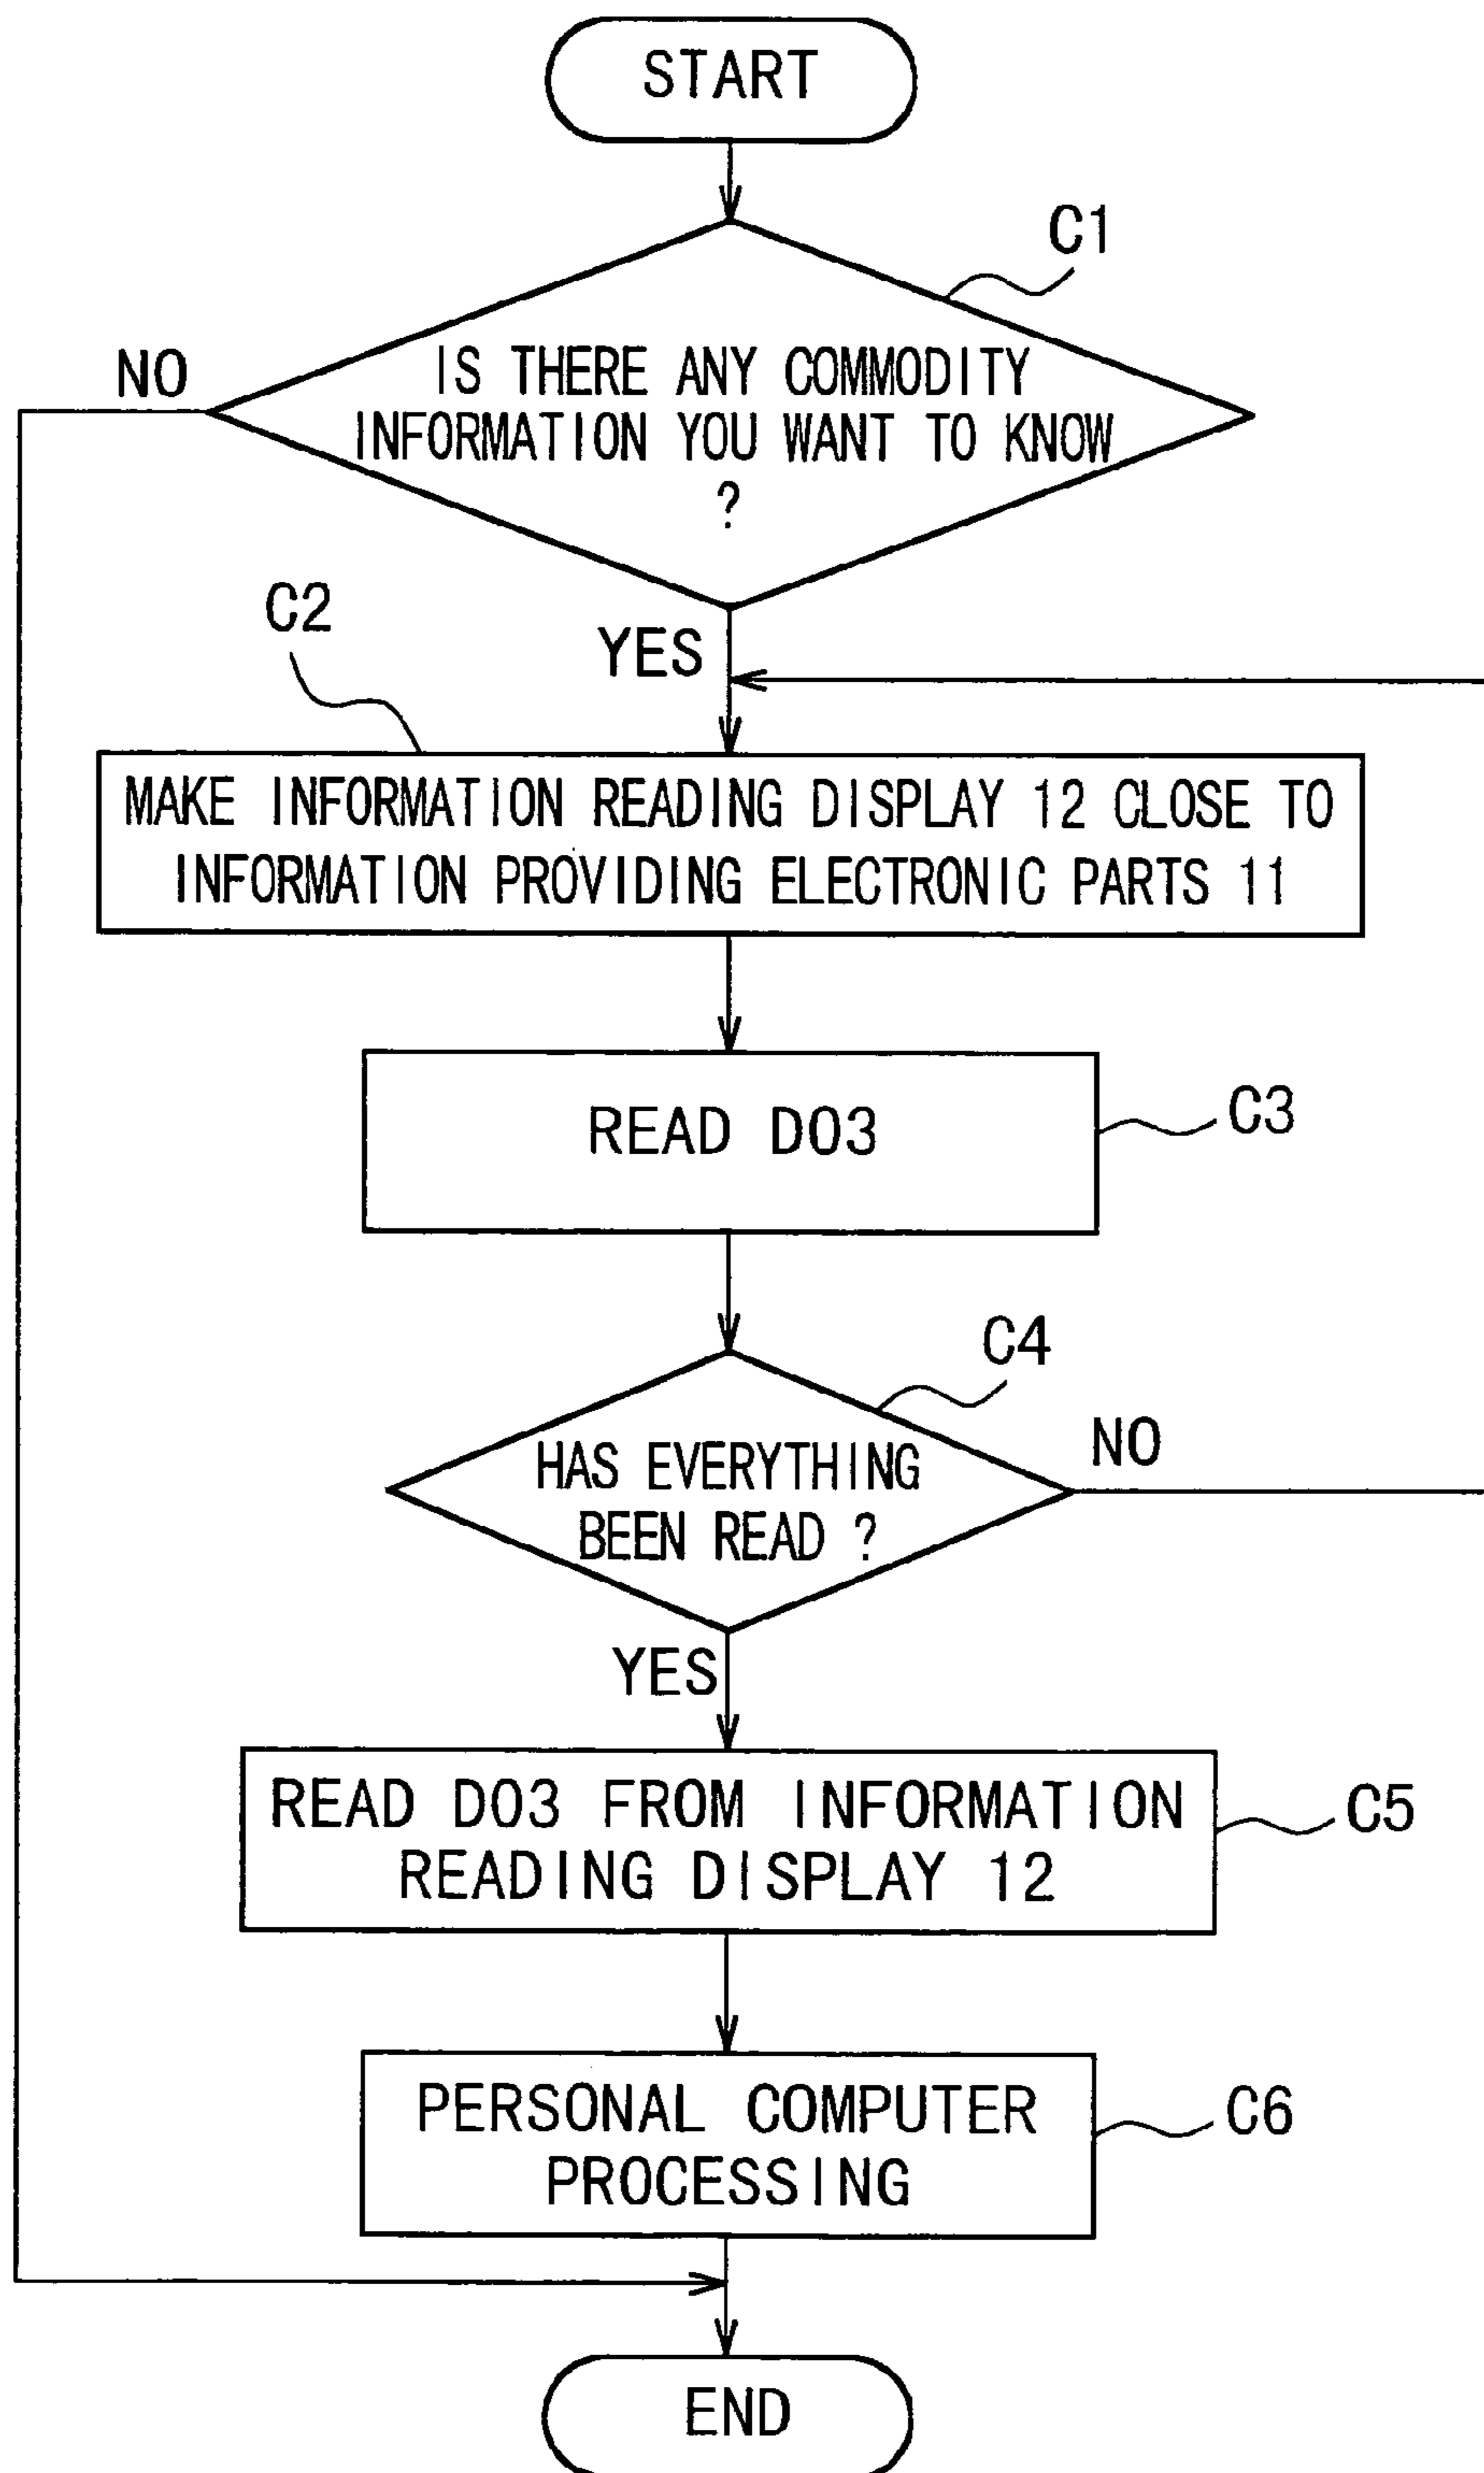 START
C1
NO
IS THERE ANY COMMODITY
INFORMATION YOU WANT TO KNOW
?
C2
YES
MAKE INFORMATION READING DISPLAY 12 CLOSE TO
INFORMATION PROVIDING ELECTRONIC PARTS 11
READ D03
C3
C4
NO
HAS EVERYTHING
BEEN READ ?
YES
READ D03 FROM INFORMATION
READING DISPLAY 12
C5
PERSONAL COMPUTER
PROCESSING
C6
END